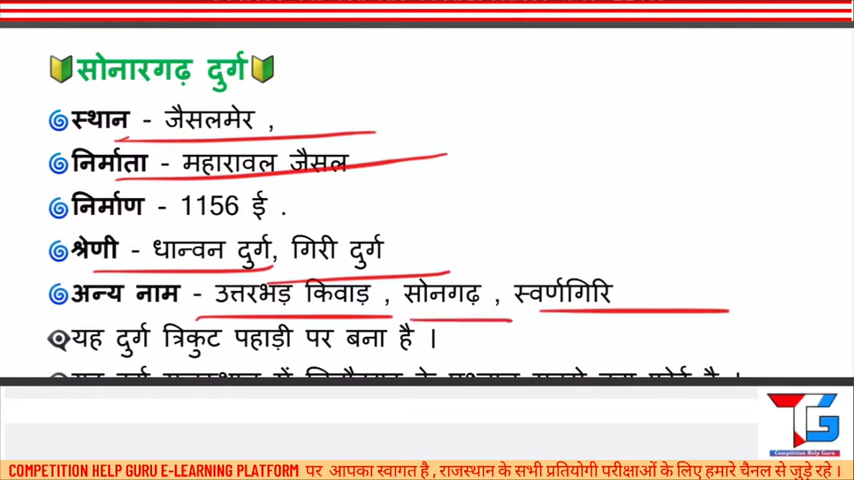 सोनारगढ़ दुर्ग
स्थान - जैसलमेर ,
निर्माता - महारावल जैसल
निर्माण - 1156 ई .
श्रेणी - धान्वन दुर्ग, गिरी दुर्ग
अन्य नाम - उत्तरभड़ किवाड़ , सोनगढ़ , स्वर्णगिरि
यह दुर्ग त्रिकुट पहाड़ी पर बना है ।
TG
Competition Help Guru
COMPETITION HELP GURU E-LEARNING PLATFORM पर आपका स्वागत है , राजस्थान के सभी प्रतियोगी परीक्षाओं के लिए हमारे चैनल से जुड़े रहे ।